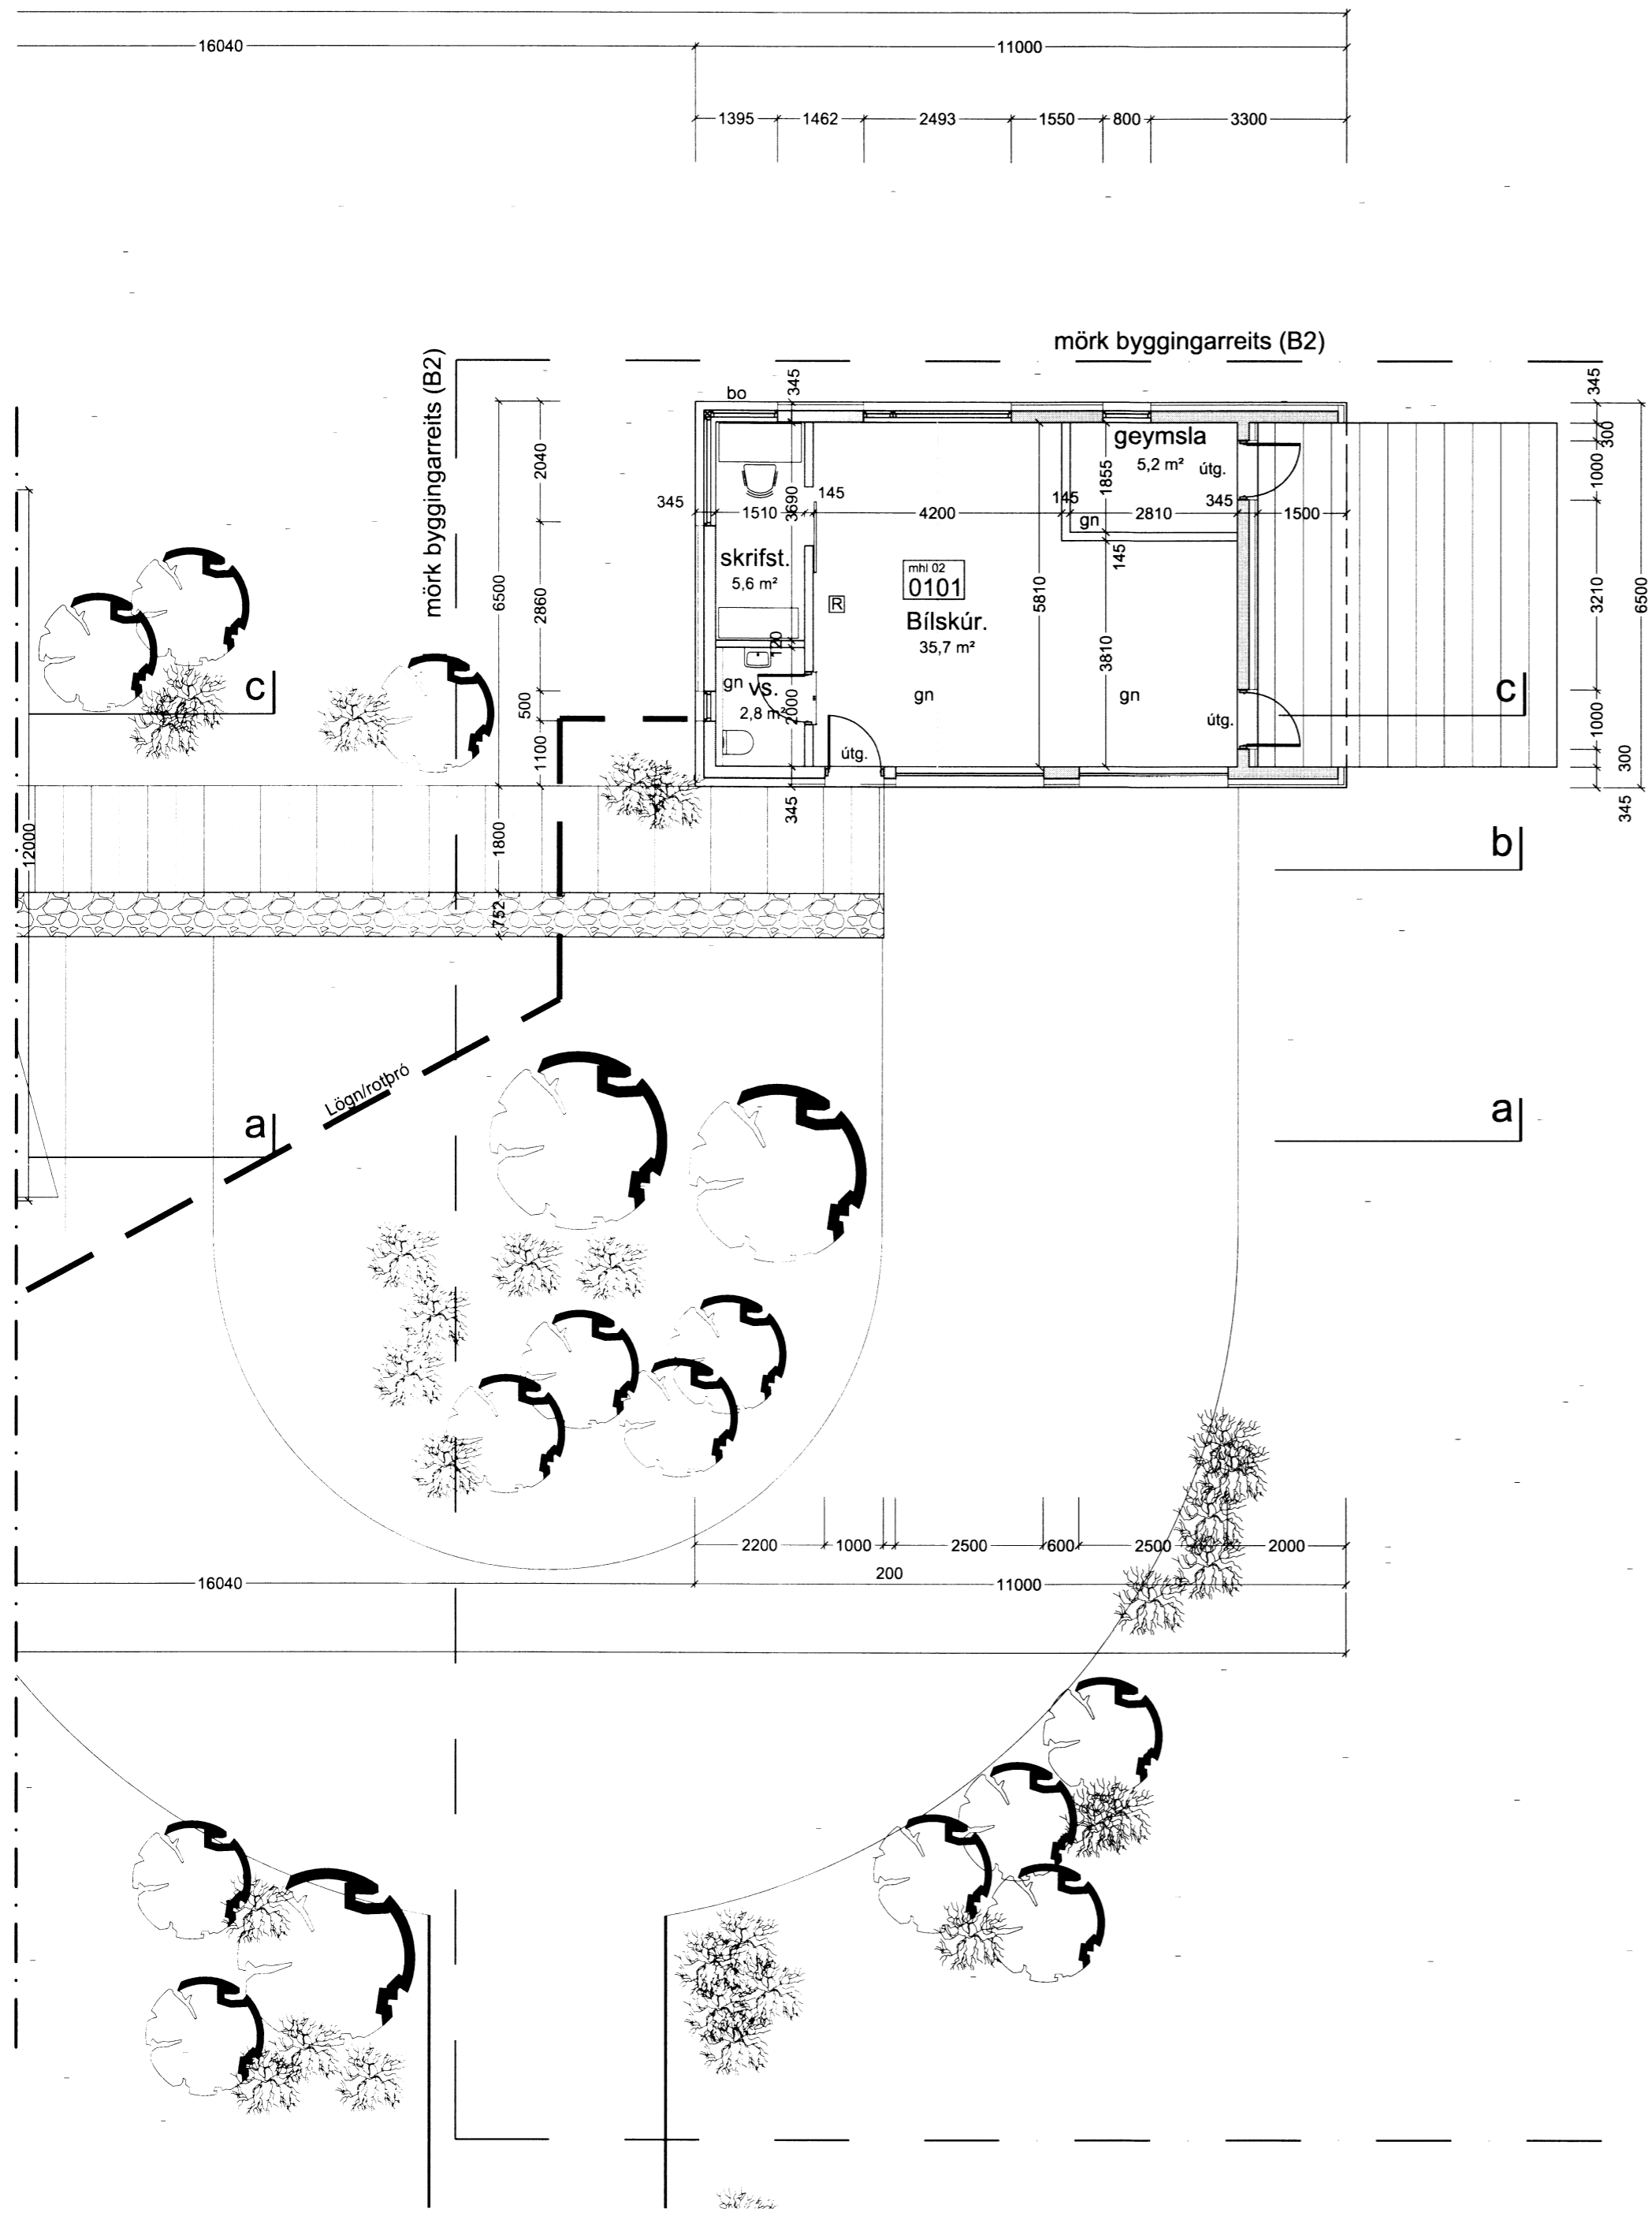 16040 11000
1395 1462 2493 1550 800 3300
mörk byggingarreits (B2)
mörk byggingarreits (B2)
bo
345
345
300
1000
3210
6500
1000
300
345
2040
6500
2860
500
1100
1800
752
12000
geymsla
5,2 m²
útg.
345
1510
3690
145
4200
5810
145
1855
gn
2810
345
1500
145
skrifst.
5,6 m²
mhl 02
0101
Bílskúr.
35,7 m²
R
120
gn
vs.
2,8 m²
2000
gn
3810
gn
útg.
útg.
345
c
c
b
a
a
Lögn/rotþró
2200 1000 2500 600 2500 2000
200
16040 11000